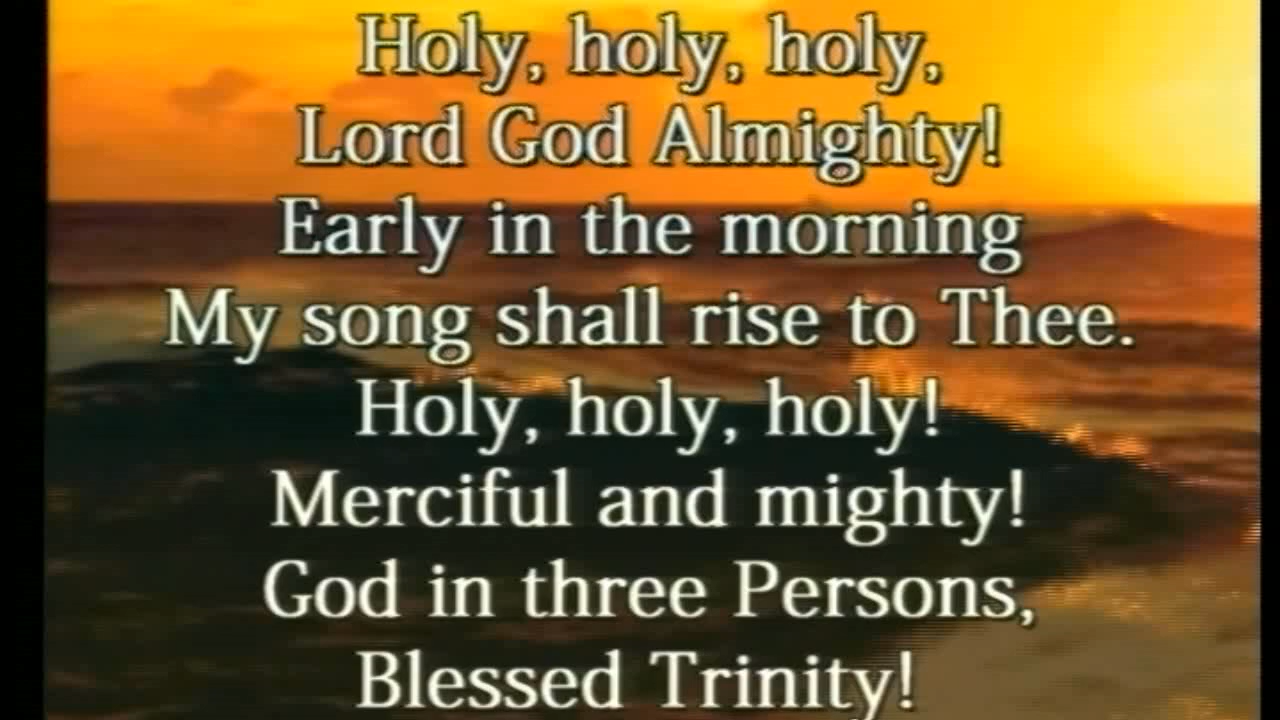 Holy, holy, holy,
Lord God Almighty!
Early in the morning
My song shall rise to Thee.
Holy, holy, holy!
Merciful and mighty!
God in three Persons,
Blessed Trinity!